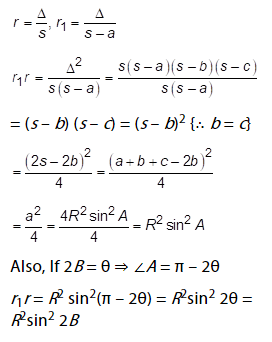 r = Δ/s, r₁ = Δ/(s−a)
r₁r = Δ²/(s(s−a)) = s(s−a)(s−b)(s−c)/(s(s−a))
= (s− b) (s− c) = (s− b)² {∴ b = c}
= (2s−2b)²/4 = (a+b+c−2b)²/4
= a²/4 = 4R² sin² A/4 = R² sin² A
Also, If 2B = θ ⇒ ∠A = π − 2θ
r₁r = R² sin²(π − 2θ) = R²sin² 2θ =
R²sin² 2B